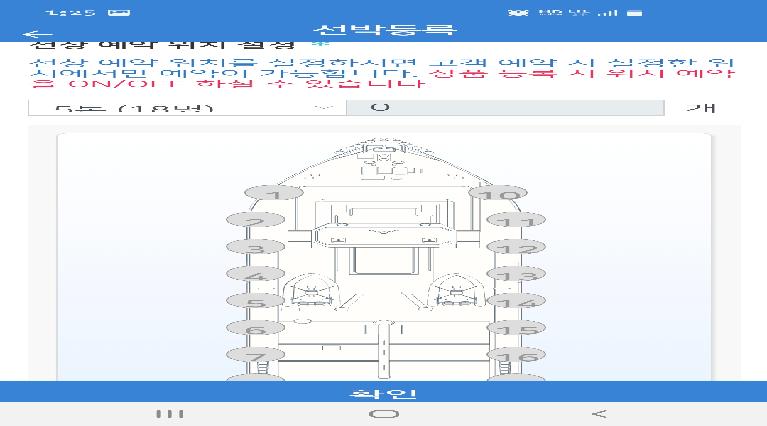 1:25
선박등록
선상 예약 위치 설정 *
선상 예약 위치를 설정하시면 고객 예약 시 설정한 위
치에서만 예약이 가능합니다. 상품 등록 시 위치 예약
을 ON/OFF 하실 수 있습니다
5톤 (18명) 0 개
1 10
2 11
3 12
4 13
5 14
6 15
7 16
확인